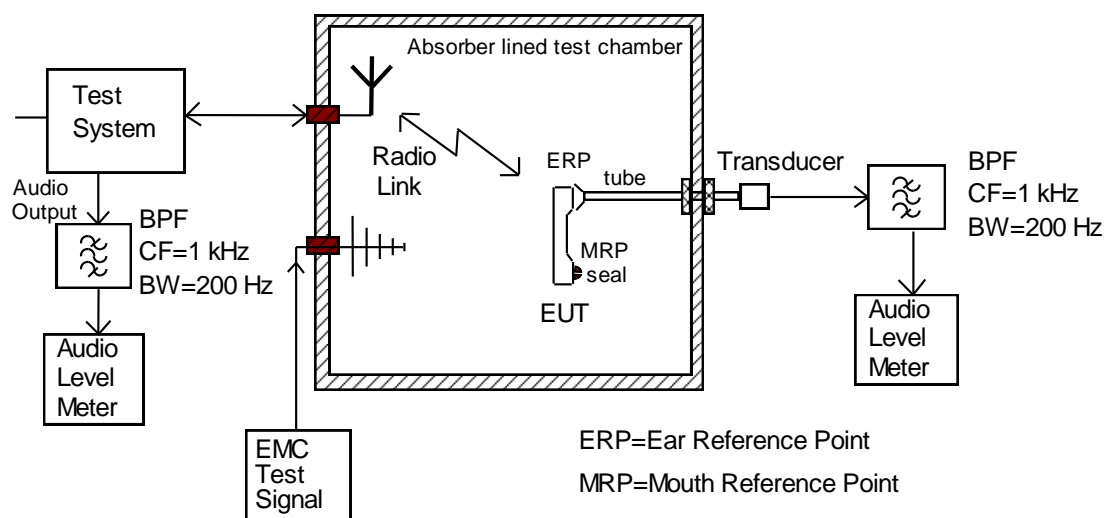 Absorber lined test chamber
Test
System
Audio
Output
BPF
CF=1 kHz
BW=200 Hz
Audio
Level
Meter
EMC
Test
Signal
Radio
Link
ERP
tube
MRP
seal
EUT
Transducer
BPF
CF=1 kHz
BW=200 Hz
Audio
Level
Meter
ERP=Ear Reference Point
MRP=Mouth Reference Point